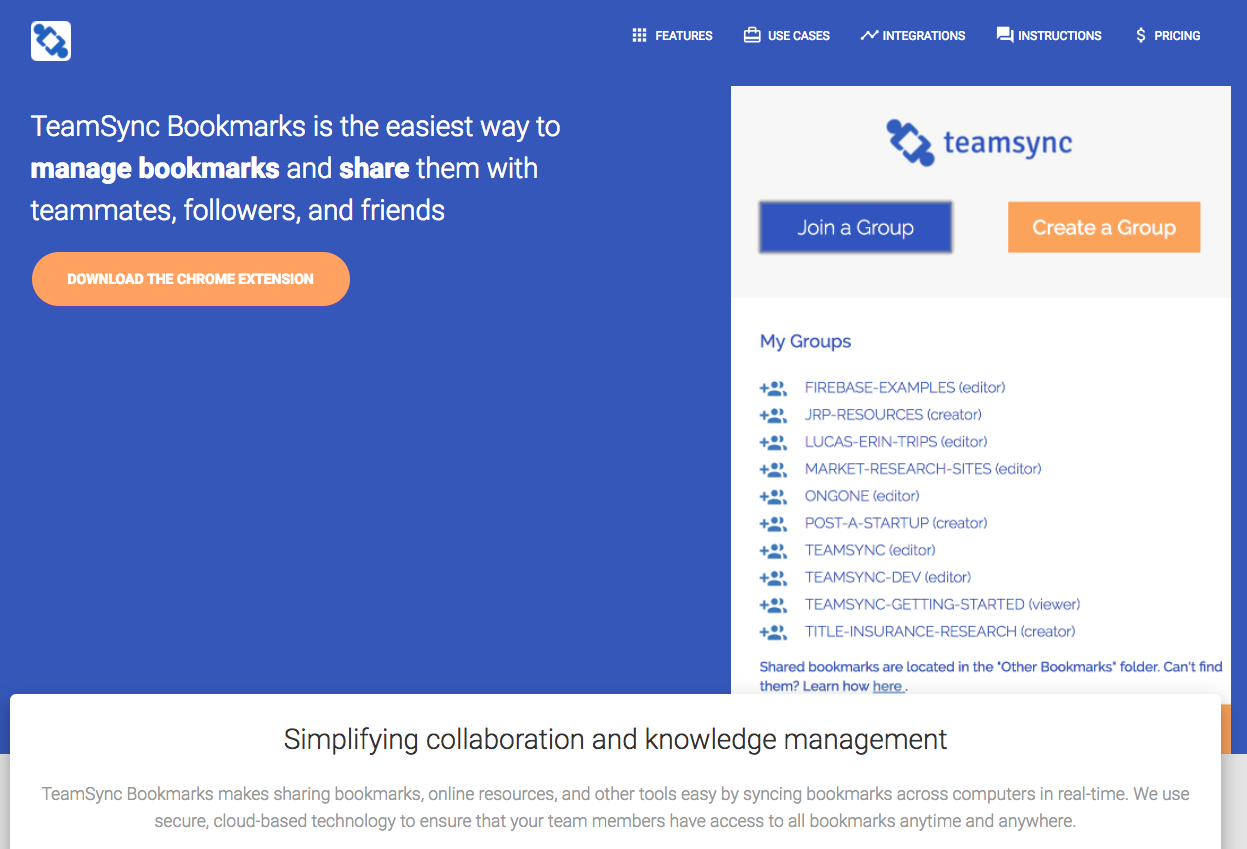 FEATURES
USE CASES
INTEGRATIONS
INSTRUCTIONS
$ PRICING
TeamSync Bookmarks is the easiest way to
manage bookmarks and share them with
teammates, followers, and friends
DOWNLOAD THE CHROME EXTENSION
teamsync
Join a Group
Create a Group
My Groups
FIREBASE-EXAMPLES (editor)
JRP-RESOURCES (creator)
LUCAS-ERIN-TRIPS (editor)
MARKET-RESEARCH-SITES (editor)
ONGONE (editor)
POST-A-STARTUP (creator)
TEAMSYNC (editor)
TEAMSYNC-DEV (editor)
TEAMSYNC-GETTING-STARTED (viewer)
TITLE-INSURANCE-RESEARCH (creator)
Shared bookmarks are located in the "Other Bookmarks" folder. Can't find
them? Learn how here .
Simplifying collaboration and knowledge management
TeamSync Bookmarks makes sharing bookmarks, online resources, and other tools easy by syncing bookmarks across computers in real-time. We use
secure, cloud-based technology to ensure that your team members have access to all bookmarks anytime and anywhere.